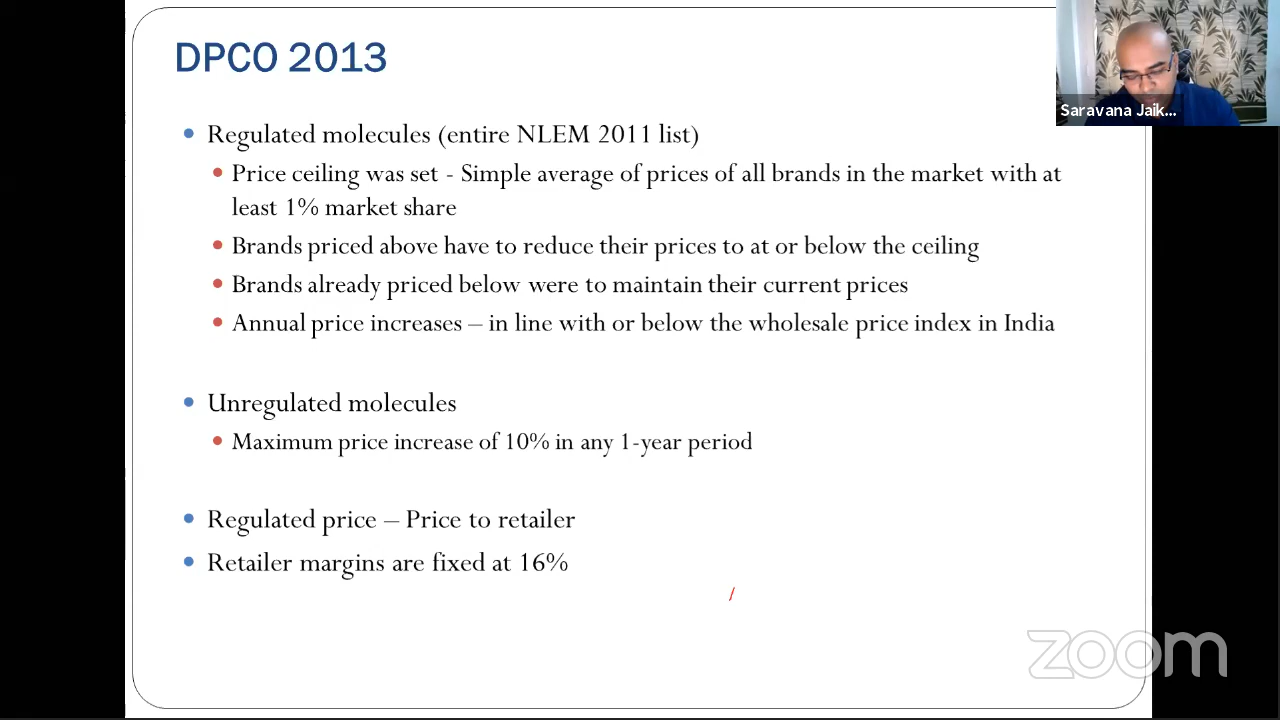 DPCO 2013
Saravana Jaik...
• Regulated molecules (entire NLEM 2011 list)
• Price ceiling was set - Simple average of prices of all brands in the market with at
least 1% market share
• Brands priced above have to reduce their prices to at or below the ceiling
• Brands already priced below were to maintain their current prices
• Annual price increases – in line with or below the wholesale price index in India
• Unregulated molecules
• Maximum price increase of 10% in any 1-year period
• Regulated price – Price to retailer
• Retailer margins are fixed at 16%
zoom